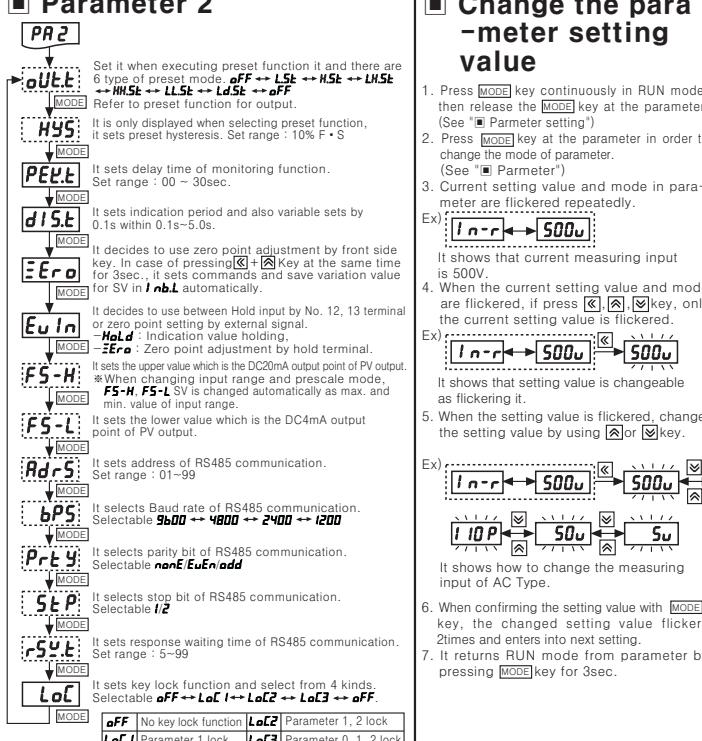 ■ Parameter 2
PA 2
oUt.t
Set it when executing preset function it and there are
6 type of preset mode. oFF ↔ L.St ↔ H.St ↔ LH.St
↔ HH.St ↔ LL.St ↔ Ld.St ↔ oFF
MODE Refer to preset function for output.
HYS
It is only displayed when selecting preset function,
it sets preset hysteresis. Set range : 10% F • S
MODE
PEK.t
It sets delay time of monitoring function.
Set range : 00 ~ 30sec.
MODE
dIS.t
It sets indication period and also variable sets by
0.1s within 0.1s~5.0s.
MODE
ZEro
It decides to use zero point adjustment by front side
key. In case of pressing « + ︽ Key at the same time
for 3sec., it sets commands and save variation value
MODE for SV in Inb.L automatically.
EvIn
It decides to use between Hold input by No. 12, 13 terminal
or zero point setting by external signal.
–HoLd : Indication value holding,
MODE –ZEro : Zero point adjustment by hold terminal.
FS-H
It sets the upper value which is the DC20mA output point of PV output.
※When changing input range and prescale mode,
FS-H, FS-L SV is changed automatically as max. and
MODE min. value of input range.
FS-L
It sets the lower value which is the DC4mA output
point of PV output.
MODE
AdrS
It sets address of RS485 communication.
Set range : 01~99
MODE
bPS
It selects Baud rate of RS485 communication.
Selectable 9600 ↔ 4800 ↔ 2400 ↔ 1200
MODE
PrtY
It selects parity bit of RS485 communication.
Selectable nonE/EvEn/odd
MODE
StP
It selects stop bit of RS485 communication.
Selectable 1/2
MODE
rSY.t
It sets response waiting time of RS485 communication.
Set range : 5~99
MODE
LoC
It sets key lock function and select from 4 kinds.
Selectable oFF ↔ LoC1 ↔ LoC2 ↔ LoC3 ↔ oFF.
MODE
oFF No key lock function LoC2 Parameter 1, 2 lock
LoC1 Parameter 1 lock LoC3 Parameter 0, 1, 2 lock
■ Change the para
-meter setting
value
1. Press MODE key continuously in RUN mode
then release the MODE key at the parameter
(See "■ Parmeter setting")
2. Press MODE key at the parameter in order t
change the mode of parameter.
(See "■ Parmeter")
3. Current setting value and mode in para-
meter are flickered repeatedly.
Ex) In-r ↔ 500v
It shows that current measuring input
is 500V.
4. When the current setting value and mod
are flickered, if press «, ︽, ︾ key, onl
the current setting value is flickered.
Ex) In-r ↔ 500v « → 500v
It shows that setting value is changeable
as flickering it.
5. When the setting value is flickered, change
the setting value by using ︽ or ︾ key.
Ex) In-r ↔ 500v « → 500v ︾ ︽
110P ︾ ︽ 50v ︾ ︽ 5v
It shows how to change the measuring
input of AC Type.
6. When confirming the setting value with MODE
key, the changed setting value flicker
2times and enters into next setting.
7. It returns RUN mode from parameter b
pressing MODE key for 3sec.